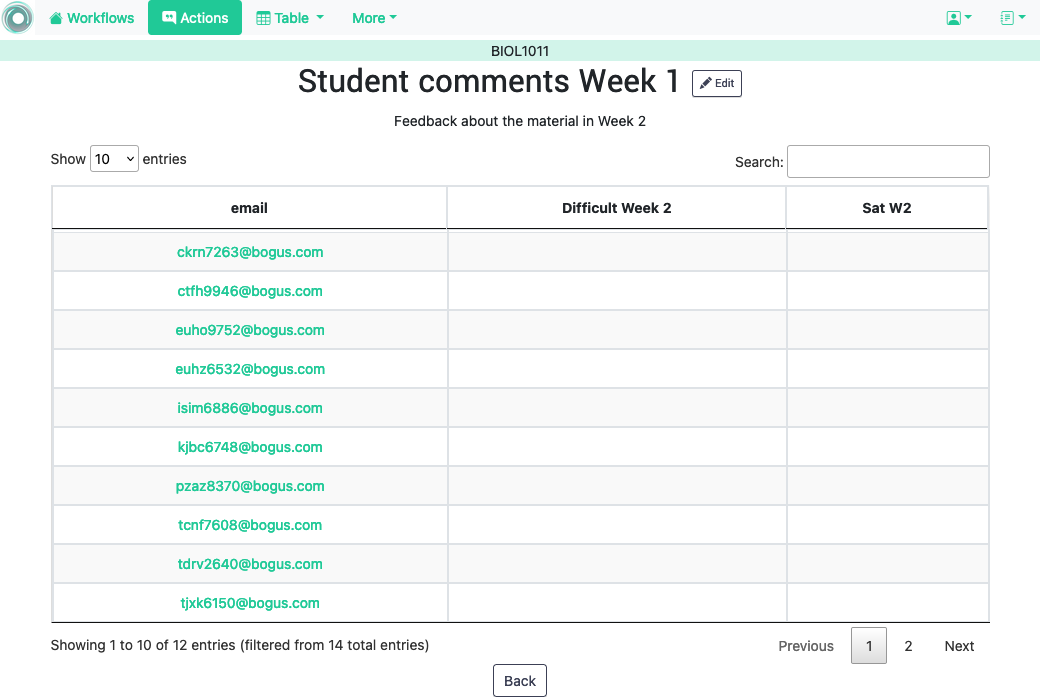 Workflows Actions Table More
BIOL1011
Student comments Week 1 Edit
Feedback about the material in Week 2
Show 10 entries Search:
email Difficult Week 2 Sat W2
ckrn7263@bogus.com
ctfh9946@bogus.com
euho9752@bogus.com
euhz6532@bogus.com
isim6886@bogus.com
kjbc6748@bogus.com
pzaz8370@bogus.com
tcnf7608@bogus.com
tdrv2640@bogus.com
tjxk6150@bogus.com
Showing 1 to 10 of 12 entries (filtered from 14 total entries) Previous 1 2 Next
Back